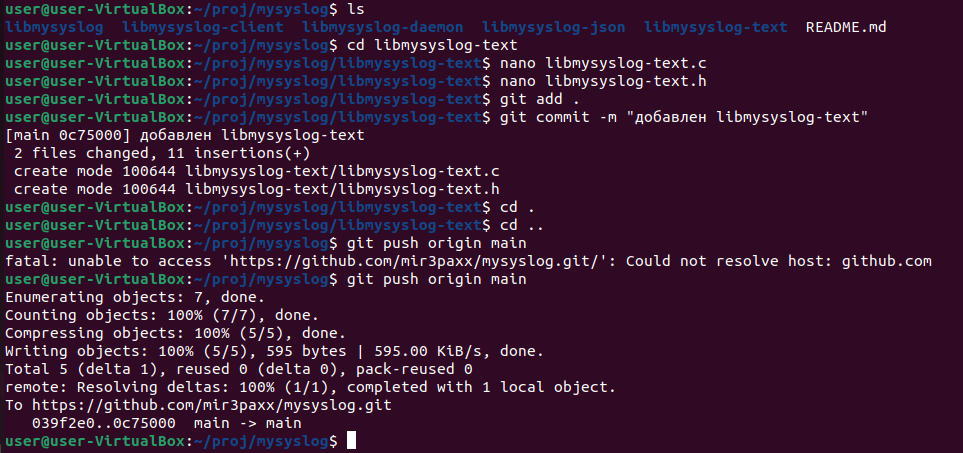 user@user-VirtualBox:~/proj/mysyslog$ ls
libmysyslog  libmysyslog-client  libmysyslog-daemon  libmysyslog-json  libmysyslog-text  README.md
user@user-VirtualBox:~/proj/mysyslog$ cd libmysyslog-text
user@user-VirtualBox:~/proj/mysyslog/libmysyslog-text$ nano libmysyslog-text.c
user@user-VirtualBox:~/proj/mysyslog/libmysyslog-text$ nano libmysyslog-text.h
user@user-VirtualBox:~/proj/mysyslog/libmysyslog-text$ git add .
user@user-VirtualBox:~/proj/mysyslog/libmysyslog-text$ git commit -m "добавлен libmysyslog-text"
[main 0c75000] добавлен libmysyslog-text
 2 files changed, 11 insertions(+)
 create mode 100644 libmysyslog-text/libmysyslog-text.c
 create mode 100644 libmysyslog-text/libmysyslog-text.h
user@user-VirtualBox:~/proj/mysyslog/libmysyslog-text$ cd .
user@user-VirtualBox:~/proj/mysyslog/libmysyslog-text$ cd ..
user@user-VirtualBox:~/proj/mysyslog$ git push origin main
fatal: unable to access 'https://github.com/mir3paxx/mysyslog.git/': Could not resolve host: github.com
user@user-VirtualBox:~/proj/mysyslog$ git push origin main
Enumerating objects: 7, done.
Counting objects: 100% (7/7), done.
Compressing objects: 100% (5/5), done.
Writing objects: 100% (5/5), 595 bytes | 595.00 KiB/s, done.
Total 5 (delta 1), reused 0 (delta 0), pack-reused 0
remote: Resolving deltas: 100% (1/1), completed with 1 local object.
To https://github.com/mir3paxx/mysyslog.git
   039f2e0..0c75000  main -> main
user@user-VirtualBox:~/proj/mysyslog$